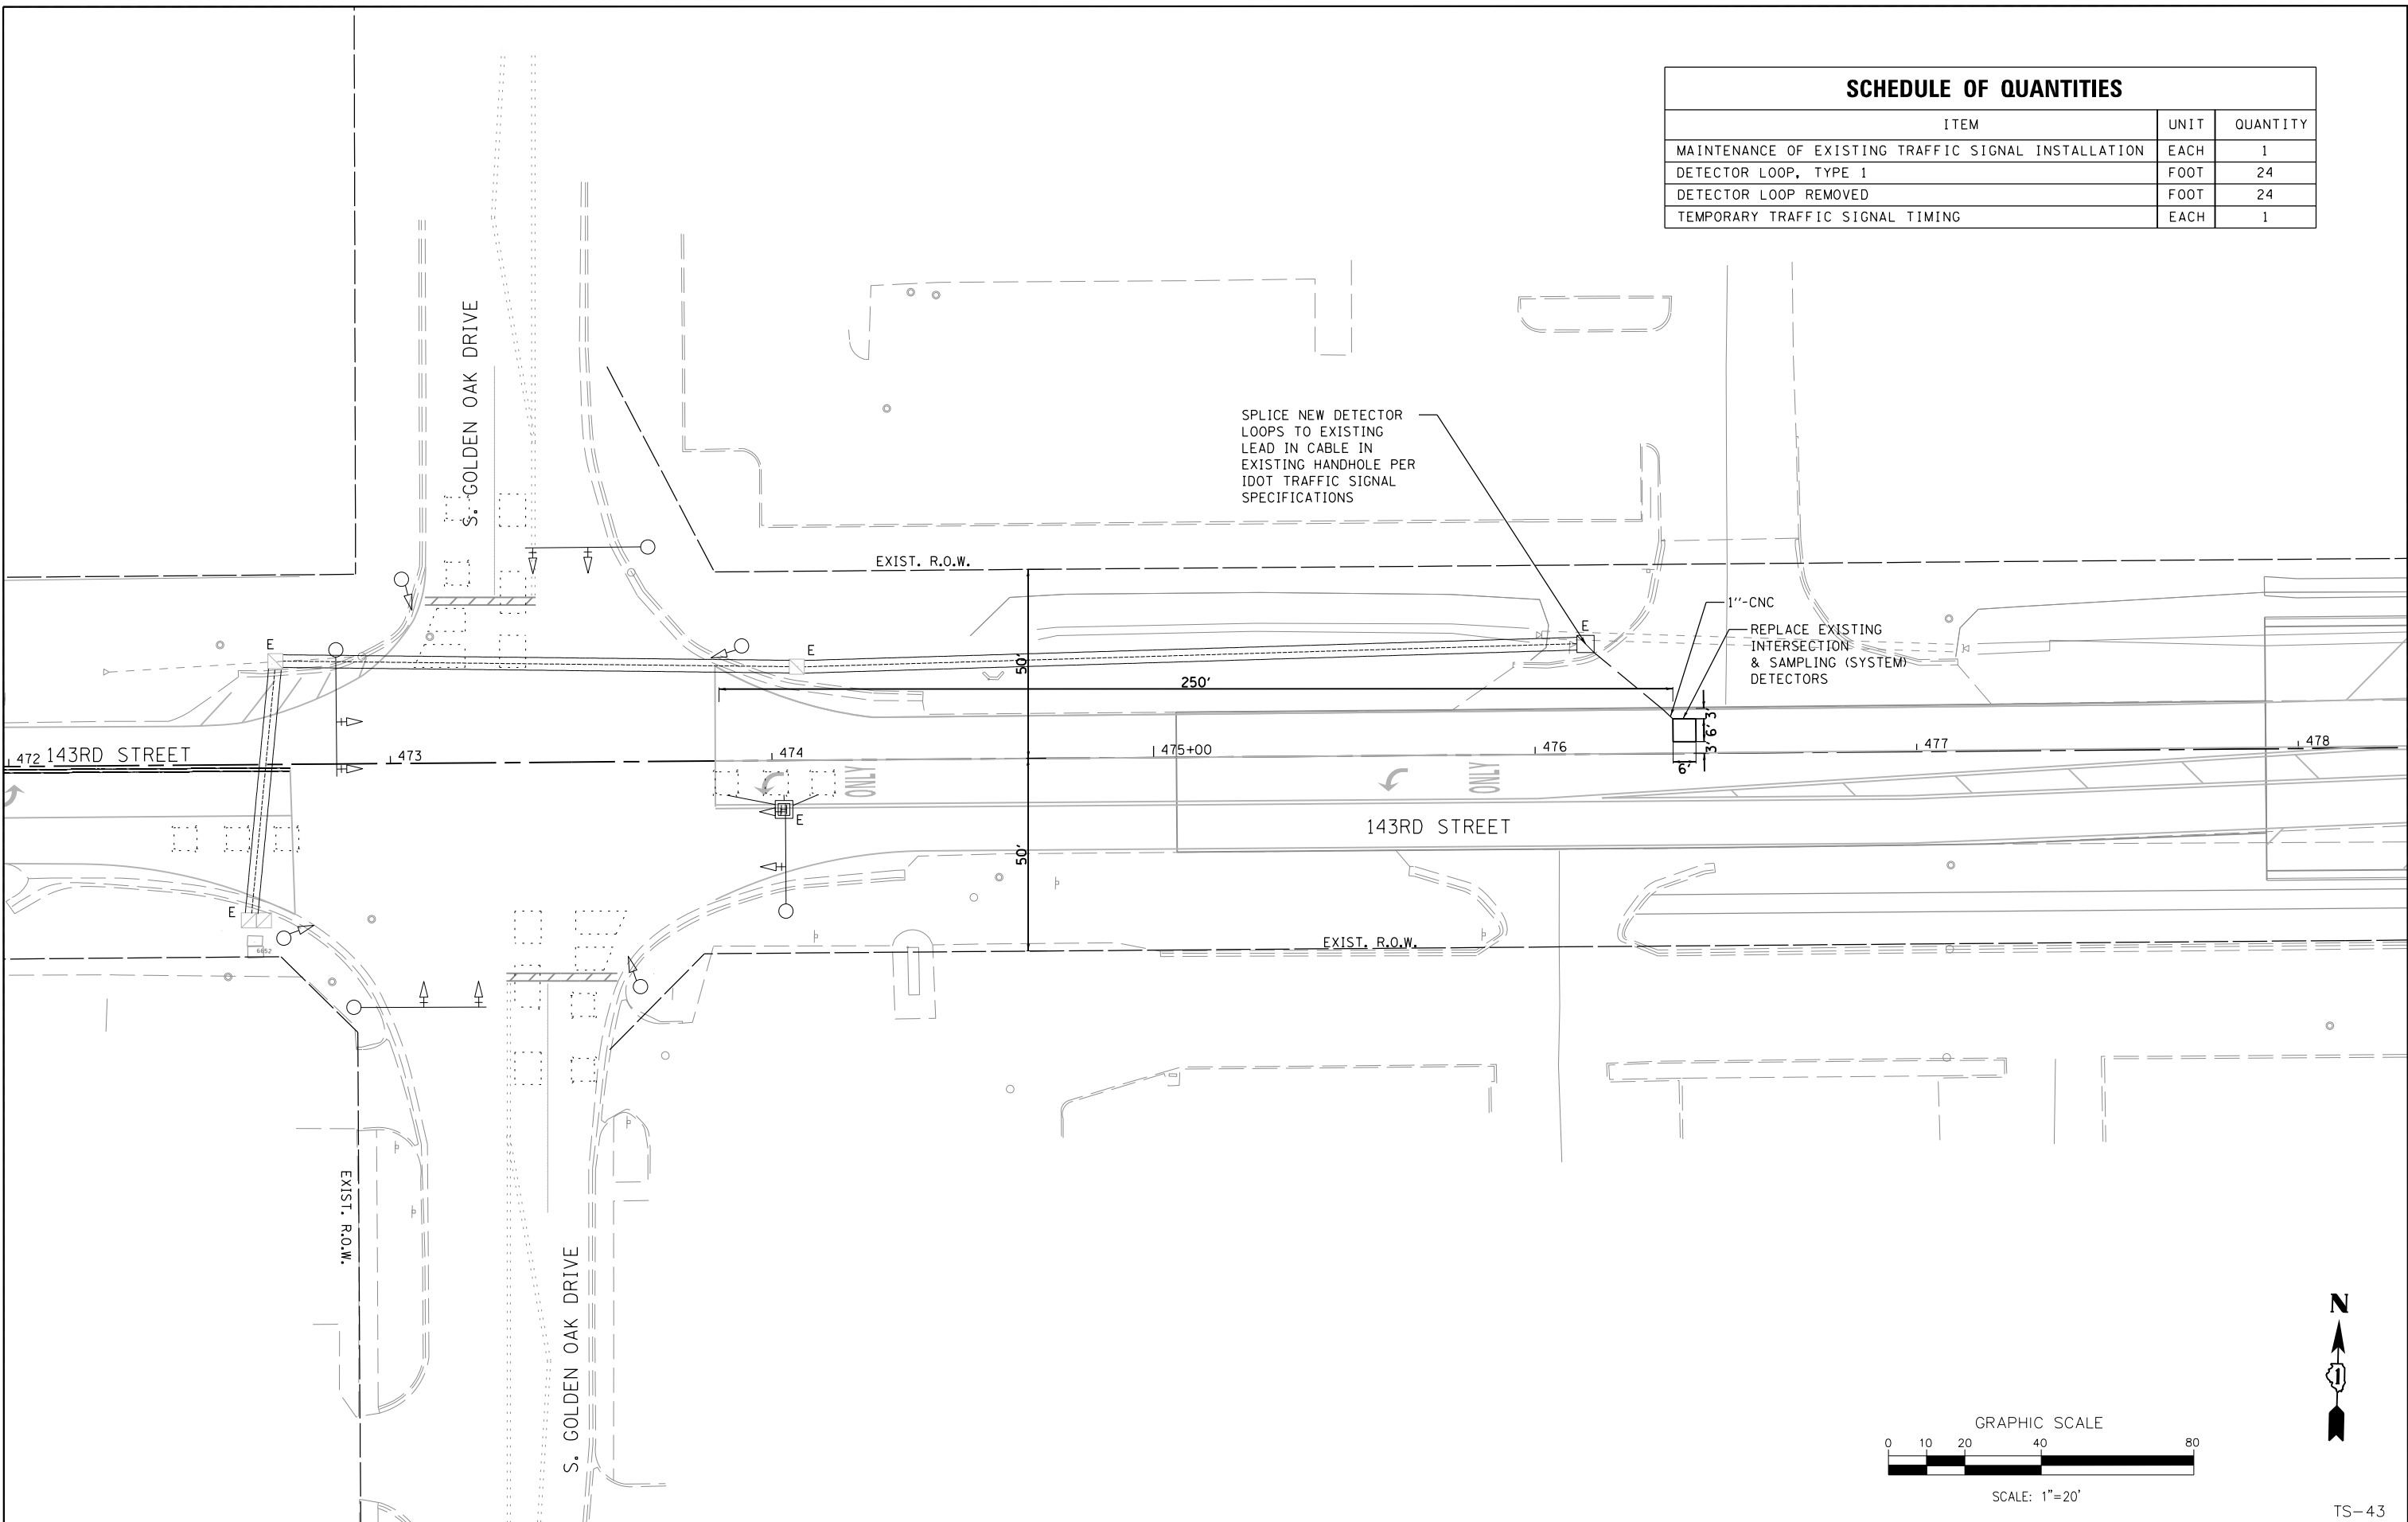 SCHEDULE OF QUANTITIES
ITEM UNIT QUANTITY
MAINTENANCE OF EXISTING TRAFFIC SIGNAL INSTALLATION EACH 1
DETECTOR LOOP, TYPE 1 FOOT 24
DETECTOR LOOP REMOVED FOOT 24
TEMPORARY TRAFFIC SIGNAL TIMING EACH 1
S. GOLDEN OAK DRIVE
SPLICE NEW DETECTOR
LOOPS TO EXISTING
LEAD IN CABLE IN
EXISTING HANDHOLE PER
IDOT TRAFFIC SIGNAL
SPECIFICATIONS
EXIST. R.O.W.
1''-CNC
REPLACE EXISTING
INTERSECTION
& SAMPLING (SYSTEM)
DETECTORS
E
E
E
50'
250'
3'
6'
3'
6'
472
143RD STREET
473
474
475+00
476
477
478
ONLY
ONLY
E
143RD STREET
50'
E
6652
EXIST. R.O.W.
EXIST. R.O.W.
S. GOLDEN OAK DRIVE
N
1
GRAPHIC SCALE
0 10 20 40 80
SCALE: 1"=20'
TS-43